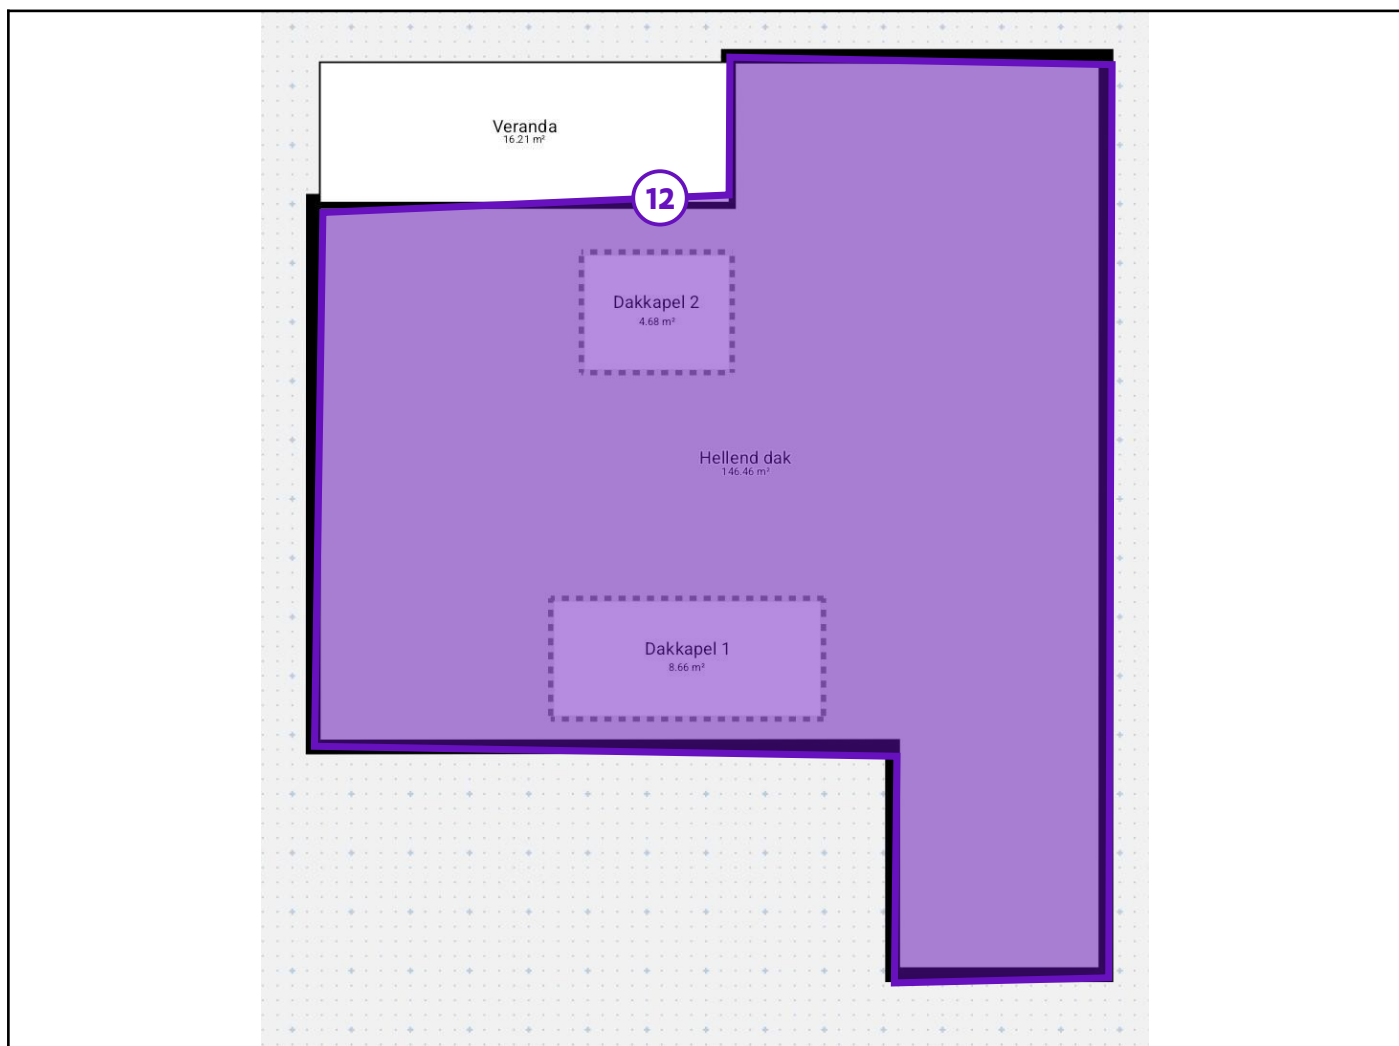 Veranda
16.21 m²
12
Dakkapel 2
4.68 m²
Hellend dak
146.46 m²
Dakkapel 1
8.66 m²